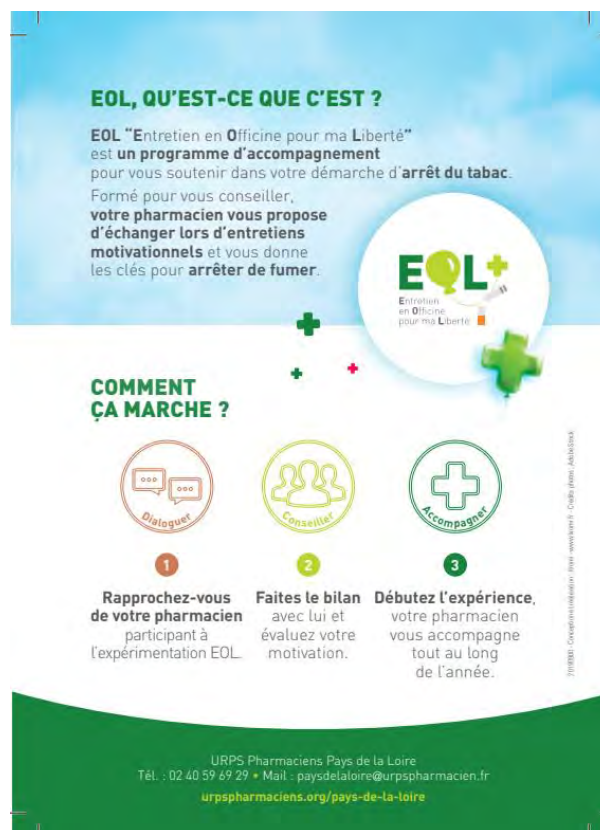 EOL, QU'EST-CE QUE C'EST ?
EOL "Entretien en Officine pour ma Liberté"
est un programme d'accompagnement
pour vous soutenir dans votre démarche d'arrêt du tabac.
Formé pour vous conseiller,
votre pharmacien vous propose
d'échanger lors d'entretiens
motivationnels et vous donne
les clés pour arrêter de fumer.
EOL+
Entretien
en Officine
pour ma Liberté
COMMENT
ÇA MARCHE ?
Dialoguer
Conseiller
Accompagner
1
2
3
Rapprochez-vous
de votre pharmacien
participant à
l'expérimentation EOL.
Faites le bilan
avec lui et
évaluez votre
motivation.
Débutez l'expérience,
votre pharmacien
vous accompagne
tout au long
de l'année.
Crédits photos : AdobeStock
URPS Pharmaciens Pays de la Loire
Tél. : 02 40 59 69 29 • Mail : paysdelaloire@urpspharmacien.fr
urpspharmaciens.org/pays-de-la-loire